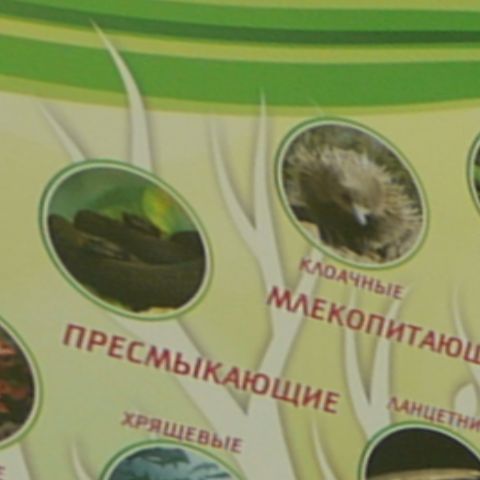 КЛОАЧНЫЕ
МЛЕКОПИТАЮЩ
ПРЕСМЫКАЮЩИЕ
ХРЯЩЕВЫЕ
ЛАНЦЕТНИ
Е